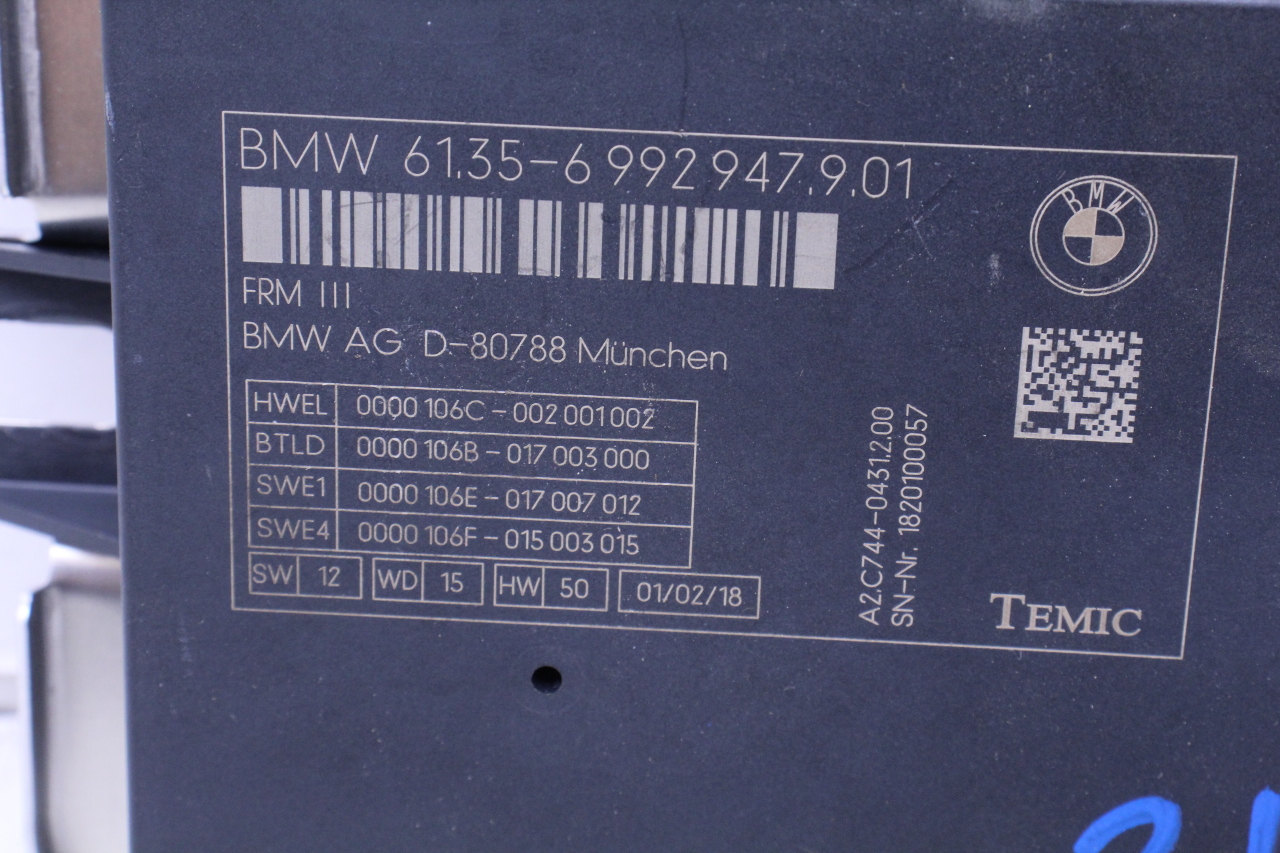 BMW 61.35-6 992 947.9.01
BMW
FRM III
BMW AG D-80788 München
HWEL 0000 106C - 002 001 002
BTLD 0000 106B - 017 003 000
SWE1 0000 106E - 017 007 012
SWE4 0000 106F - 015 003 015
SW 12 WD 15 HW 50 01/02/18
A2.C744-0431.2.00
SN-Nr. 1820100057
TEMIC